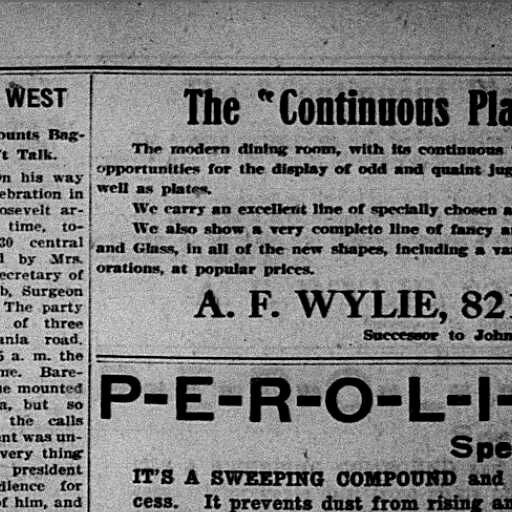 WEST
ounts Bag-
't Talk.
on his way
ebration in
osevelt ar-
time, to-
30 central
l by Mrs.
ecretary of
b, Surgeon
The party
of three
ania road.
5 a. m. the
me. Bare-
e mounted
a, but so
the calls
ent was un-
very thing
president
dience for
of him, and
The "Continuous Pla
The modern dining room, with its continuous
opportunities for the display of odd and quaint jug
well as plates.
We carry an excellent line of specially chosen a
We also show a very complete line of fancy a
and Glass, in all of the new shapes, including a va
orations, at popular prices.
A. F. WYLIE, 821
Successor to John
P-E-R-O-L-I-
Spe
IT'S A SWEEPING COMPOUND and
cess. It prevents dust from rising an